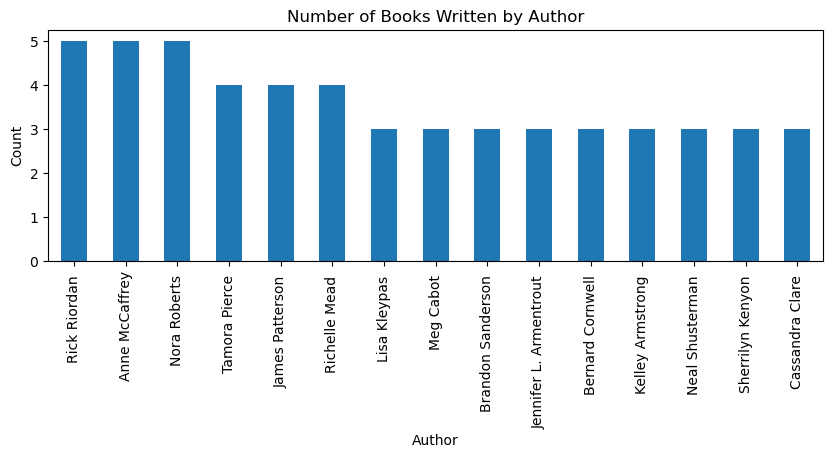 Number of Books Written by Author
Count
5
4
3
2
1
0
Rick Riordan
Anne McCaffrey
Nora Roberts
Tamora Pierce
James Patterson
Richelle Mead
Lisa Kleypas
Meg Cabot
Brandon Sanderson
Jennifer L. Armentrout
Bernard Cornwell
Kelley Armstrong
Neal Shusterman
Sherrilyn Kenyon
Cassandra Clare
Author